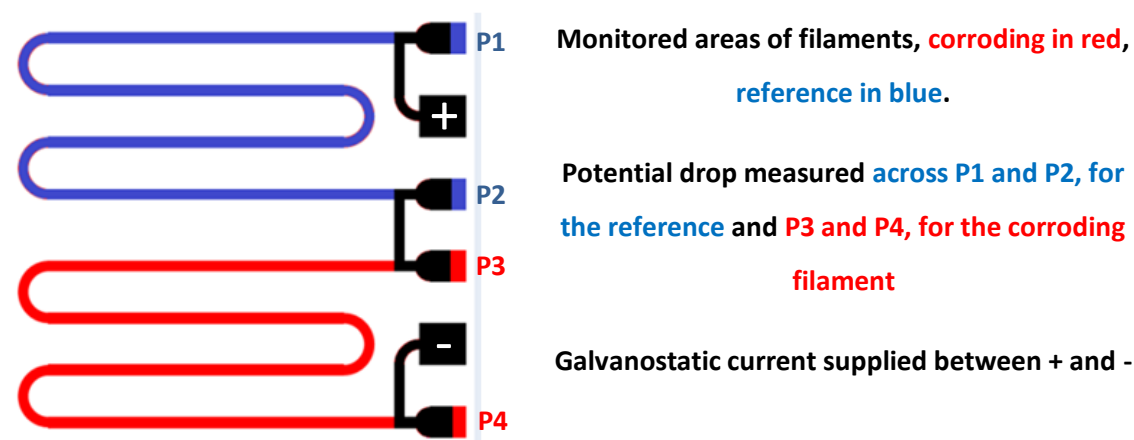 P1
+
P2
P3
-
P4
Monitored areas of filaments, corroding in red,
reference in blue.
Potential drop measured across P1 and P2, for
the reference and P3 and P4, for the corroding
filament
Galvanostatic current supplied between + and -